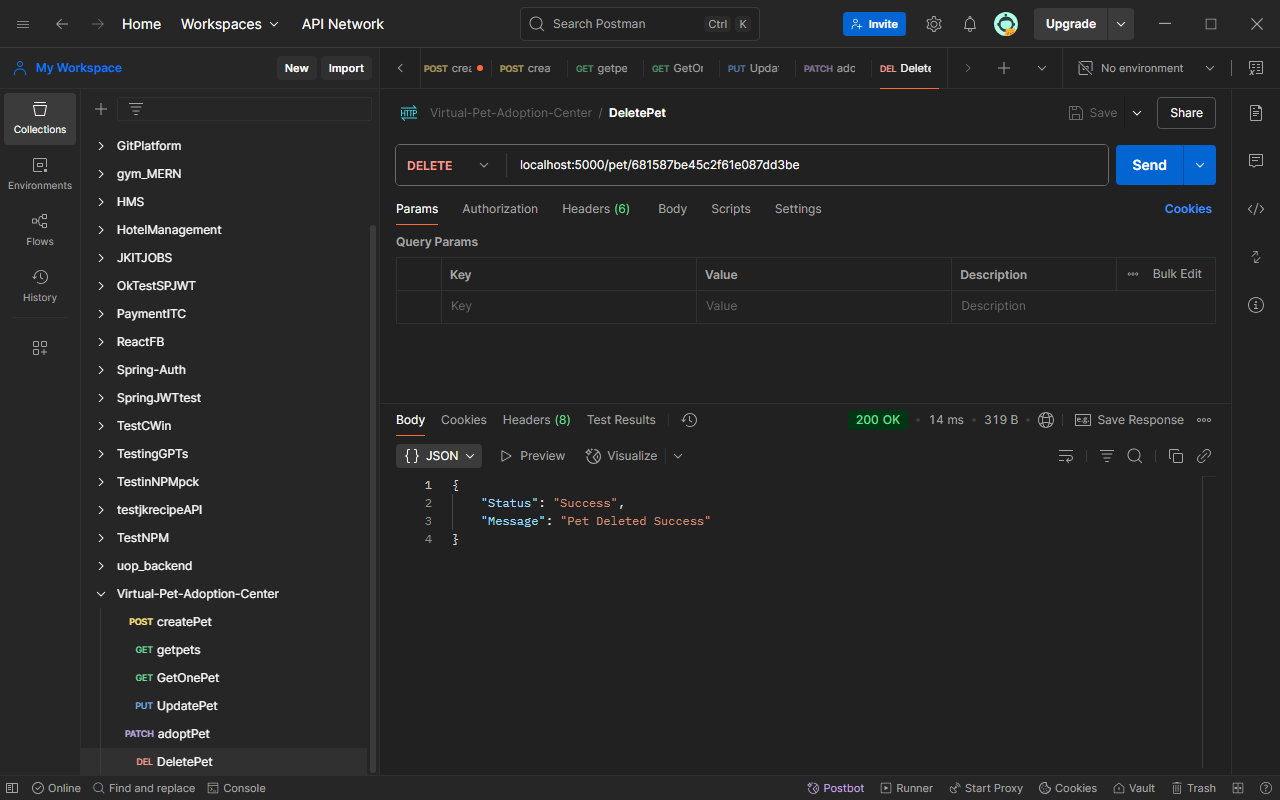 Home Workspaces API Network Search Postman Ctrl K Invite Upgrade
My Workspace New Import POST crea POST crea GET getpe GET GetOr PUT Updat PATCH ado DEL Delete No environment
Collections
Environments
Flows
History
GitPlatform
gym_MERN
HMS
HotelManagement
JKITJOBS
OkTestSPJWT
PaymentITC
ReactFB
Spring-Auth
SpringJWTtest
TestCWin
TestingGPTs
TestinNPMpck
testjkrecipeAPI
TestNPM
uop_backend
Virtual-Pet-Adoption-Center
POST createPet
GET getpets
GET GetOnePet
PUT UpdatePet
PATCH adoptPet
DEL DeletePet
HTTP Virtual-Pet-Adoption-Center / DeletePet Save Share
DELETE localhost:5000/pet/681587be45c2f61e087dd3be Send
Params Authorization Headers (6) Body Scripts Settings Cookies
Query Params
Key Value Description Bulk Edit
Key Value Description
Body Cookies Headers (8) Test Results 200 OK 14 ms 319 B e.g. Save Response
{} JSON Preview Visualize
1 {
2 "Status": "Success",
3 "Message": "Pet Deleted Success"
4 }
Online Find and replace Console Postbot Runner Start Proxy Cookies Vault Trash